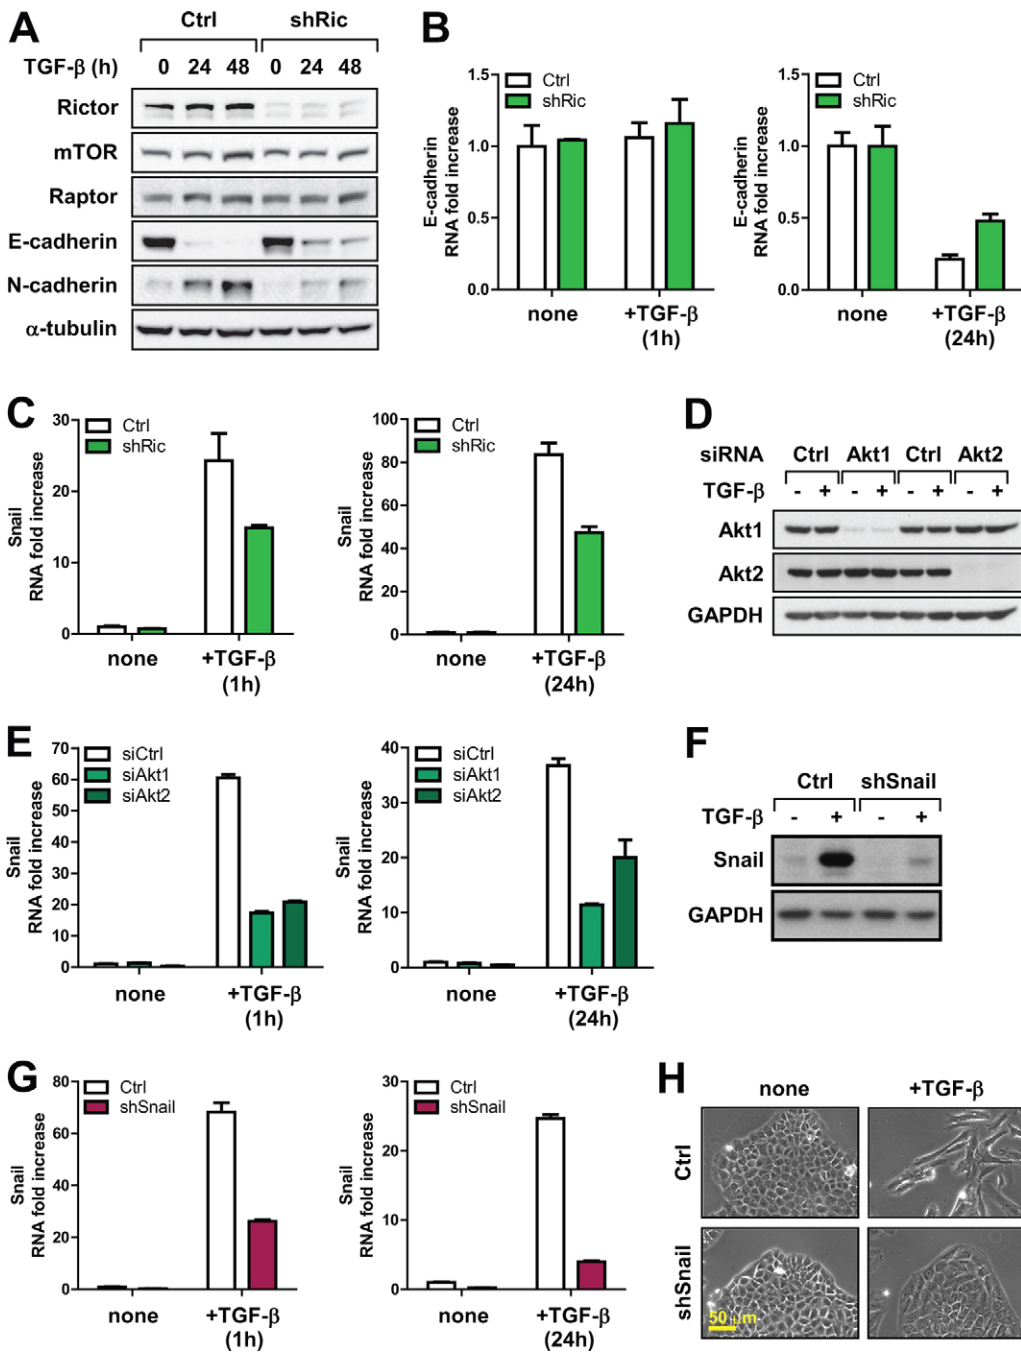 A
Ctrl shRic
TGF-β (h) 0 24 48 0 24 48
Rictor
mTOR
Raptor
E-cadherin
N-cadherin
α-tubulin
B
E-cadherin
RNA fold increase
1.5
1.0
0.5
0.0
Ctrl
shRic
none +TGF-β
(1h)
E-cadherin
RNA fold increase
1.5
1.0
0.5
0.0
Ctrl
shRic
none +TGF-β
(24h)
C
Snail
RNA fold increase
30
20
10
0
Ctrl
shRic
none +TGF-β
(1h)
Snail
RNA fold increase
100
80
60
40
20
0
Ctrl
shRic
none +TGF-β
(24h)
D
siRNA Ctrl Akt1 Ctrl Akt2
TGF-β - + - + - + - +
Akt1
Akt2
GAPDH
E
Snail
RNA fold increase
70
60
50
40
30
20
10
0
siCtrl
siAkt1
siAkt2
none +TGF-β
(1h)
Snail
RNA fold increase
40
30
20
10
0
siCtrl
siAkt1
siAkt2
none +TGF-β
(24h)
F
Ctrl shSnail
TGF-β - + - +
Snail
GAPDH
G
Snail
RNA fold increase
80
60
40
20
0
Ctrl
shSnail
none +TGF-β
(1h)
Snail
RNA fold increase
30
20
10
0
Ctrl
shSnail
none +TGF-β
(24h)
H
none +TGF-β
Ctrl
shSnail
50 μm